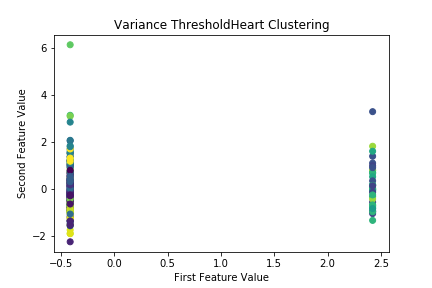 Variance ThresholdHeart Clustering
6
4
2
0
−2
Second Feature Value
−0.5 0.0 0.5 1.0 1.5 2.0 2.5
First Feature Value